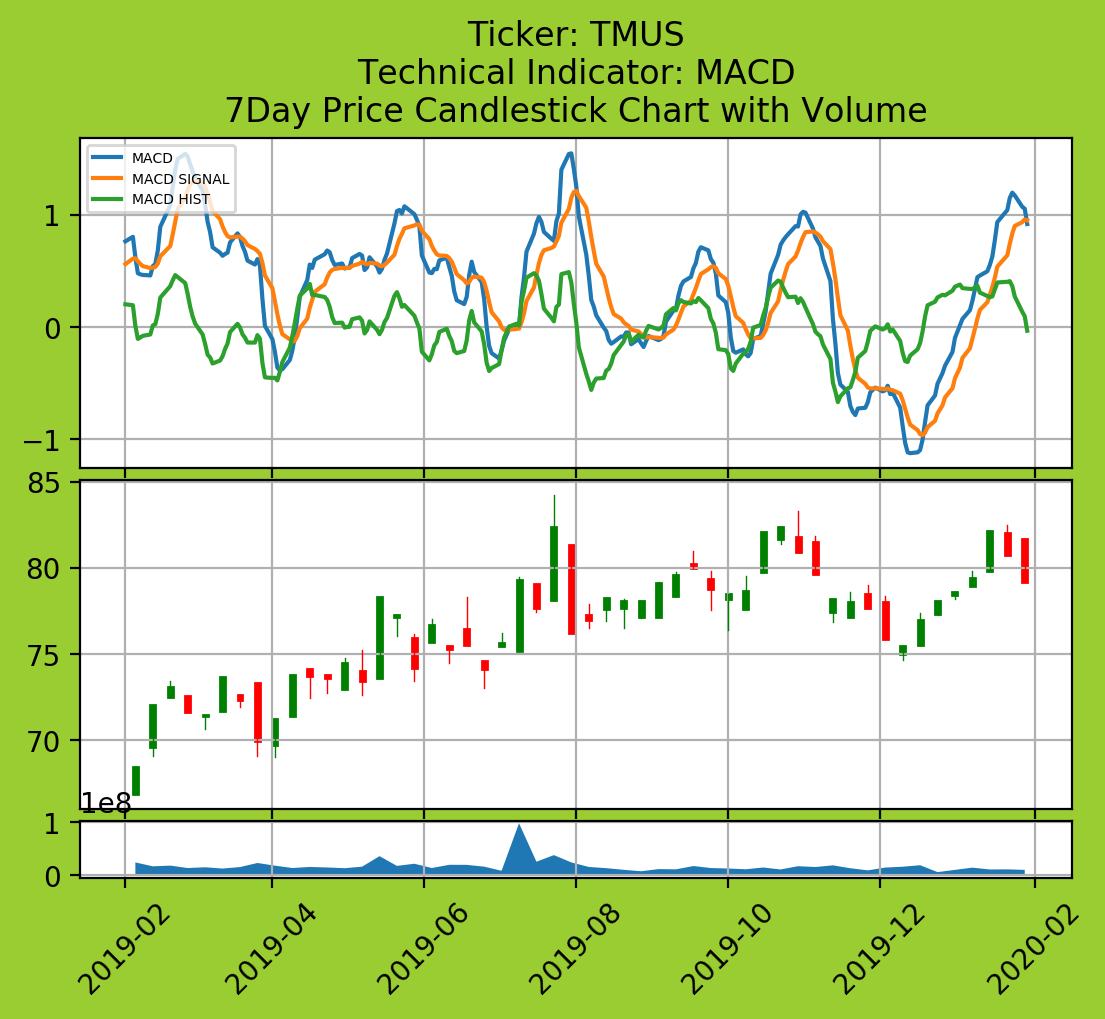 Ticker: TMUS
Technical Indicator: MACD
7Day Price Candlestick Chart with Volume
MACD
MACD SIGNAL
MACD HIST
1
0
−1
85
80
75
70
1e8
1
0
2019-02
2019-04
2019-06
2019-08
2019-10
2019-12
2020-02